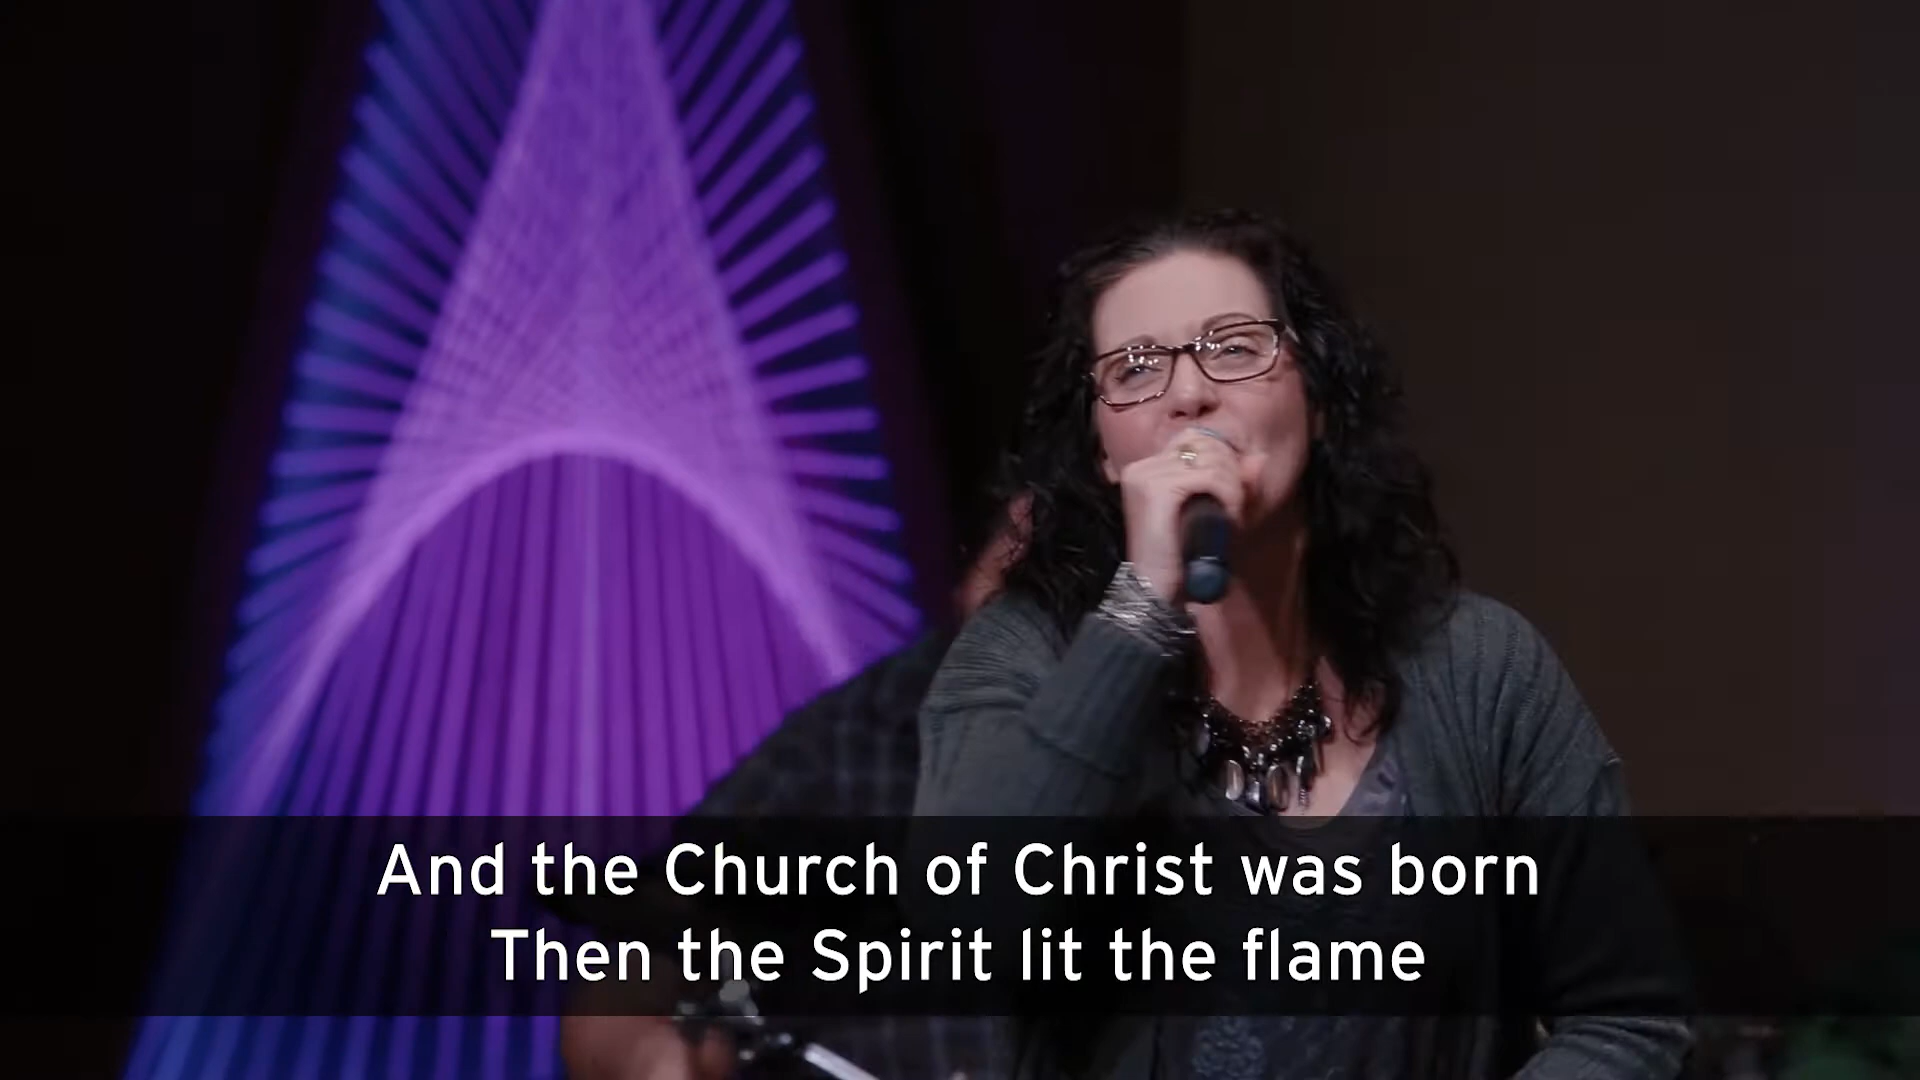 And the Church of Christ was born
Then the Spirit lit the flame